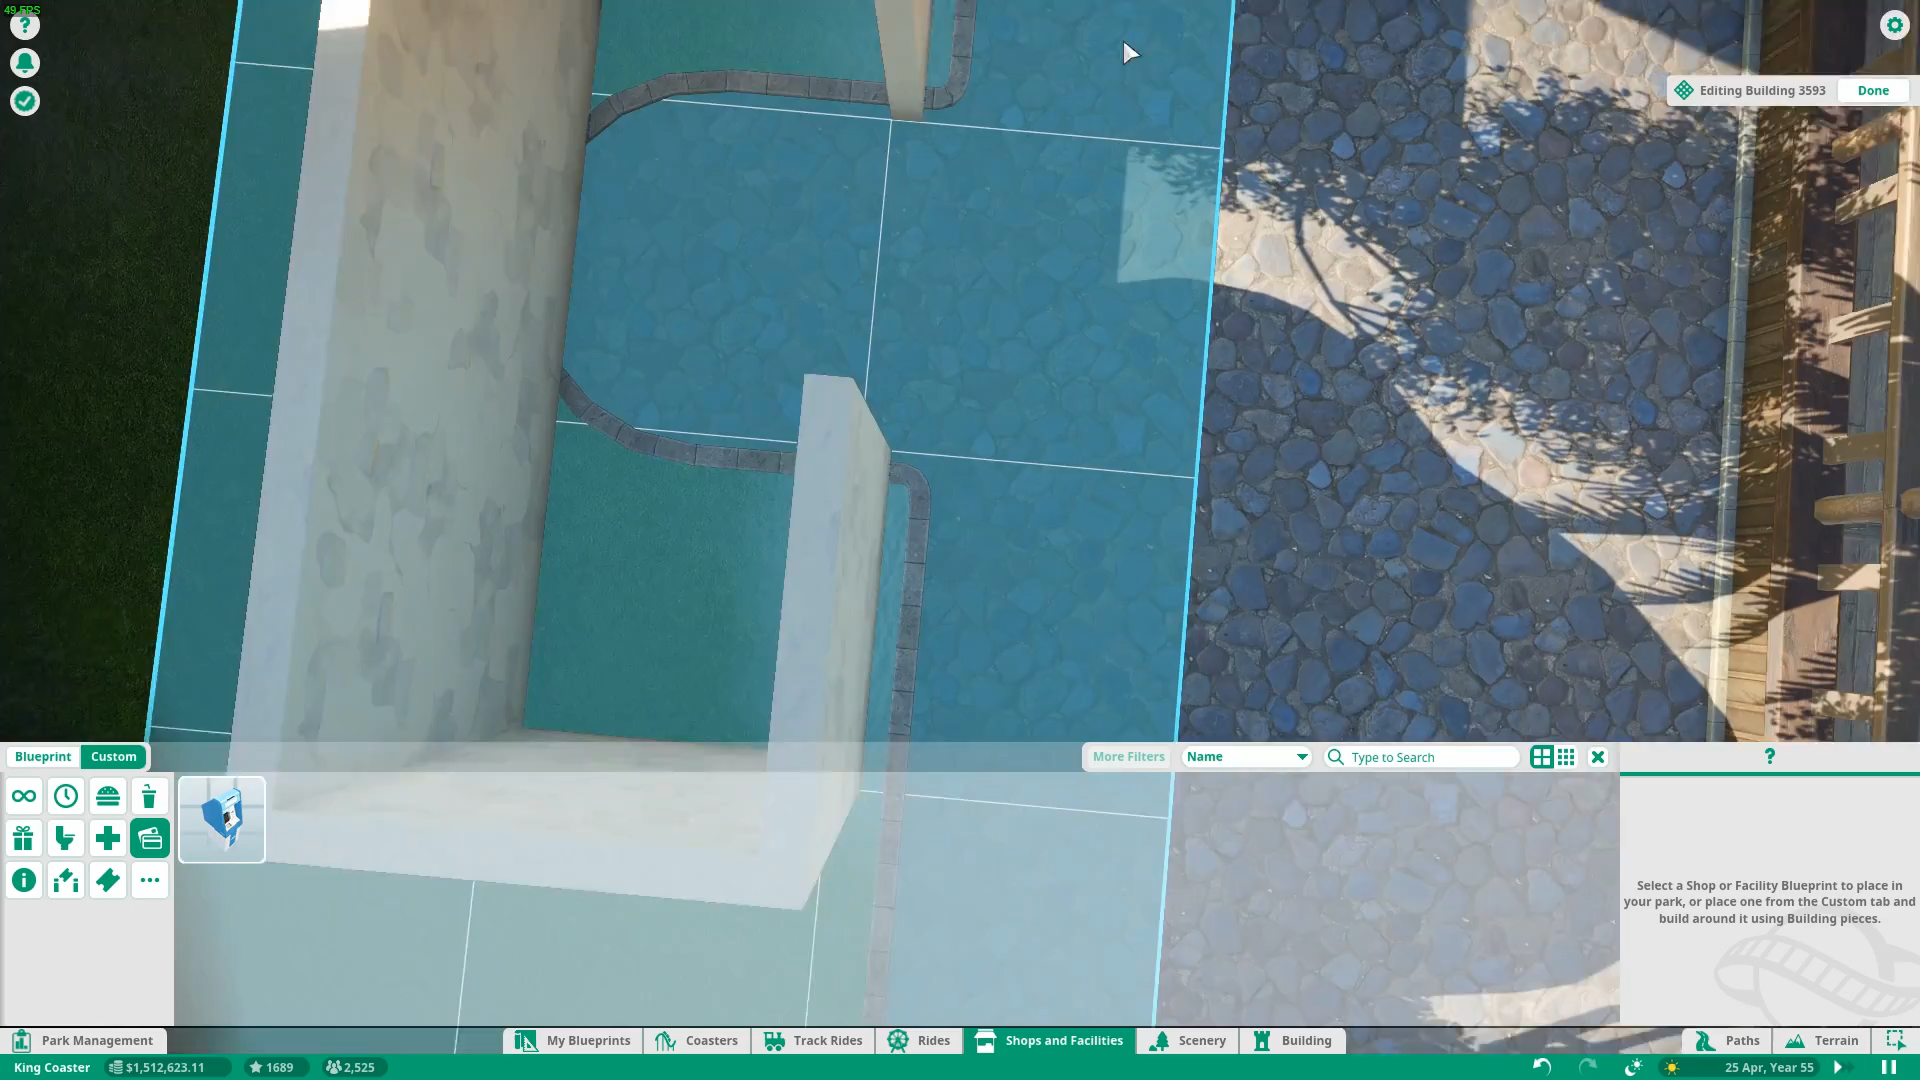 49 FPS
Editing Building 3593
Done
Blueprint
Custom
More Filters
Name
Type to Search
Select a Shop or Facility Blueprint to place in
your park, or place one from the Custom tab and
build around it using Building pieces.
Park Management
My Blueprints
Coasters
Track Rides
Rides
Shops and Facilities
Scenery
Building
Paths
Terrain
King Coaster
$1,512,623.11
1689
2,525
25 Apr, Year 55